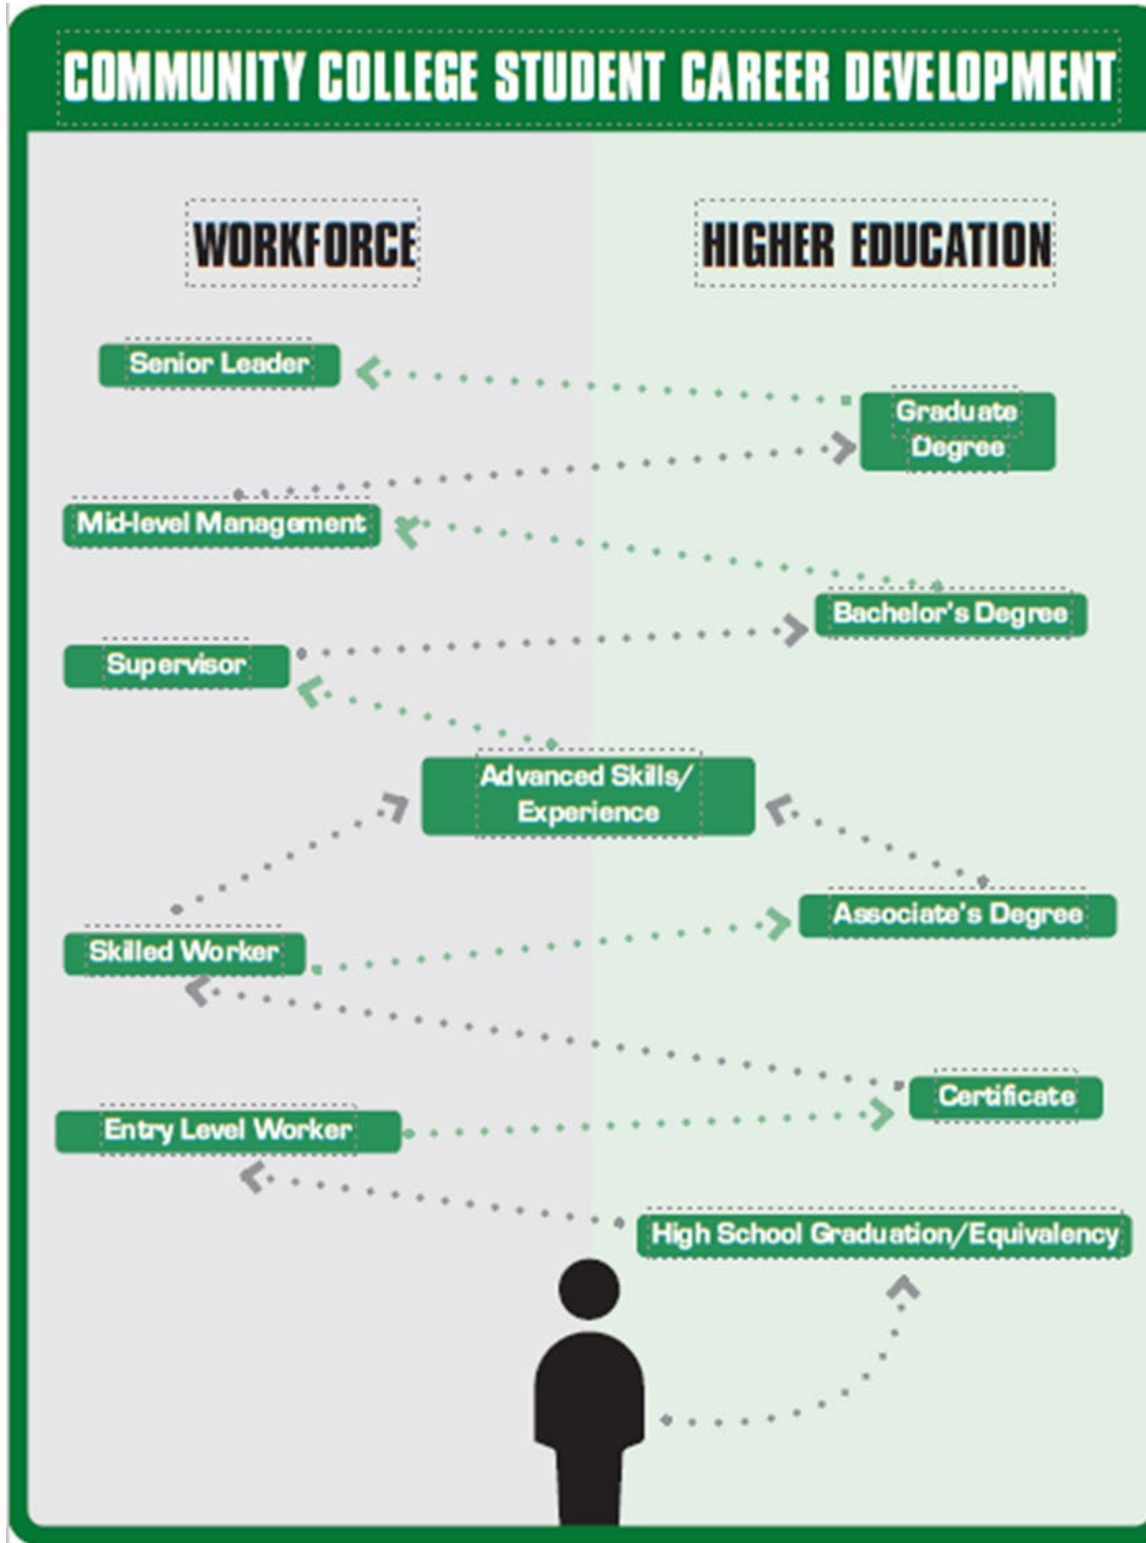 COMMUNITY COLLEGE STUDENT CAREER DEVELOPMENT
WORKFORCE
HIGHER EDUCATION
Senior Leader
Graduate
Degree
Mid-level Management
Bachelor's Degree
Supervisor
Advanced Skills/
Experience
Associate's Degree
Skilled Worker
Certificate
Entry Level Worker
High School Graduation/Equivalency